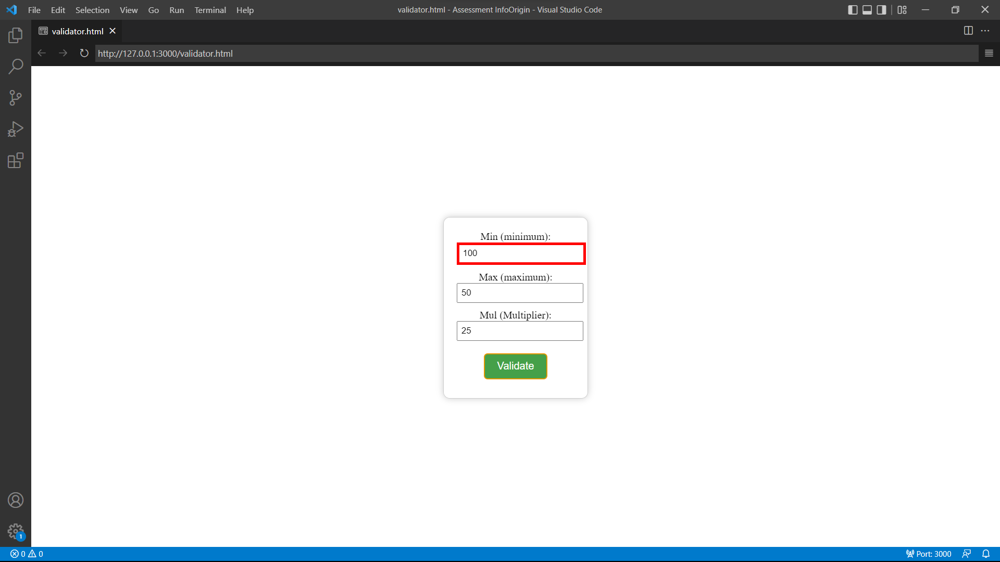 File Edit Selection View Go Run Terminal Help validator.html - Assessment InfoOrigin - Visual Studio Code
validator.html
http://127.0.0.1:3000/validator.html
Min (minimum):
100
Max (maximum):
50
Mul (Multiplier):
25
Validate
1
0 0 Port: 3000